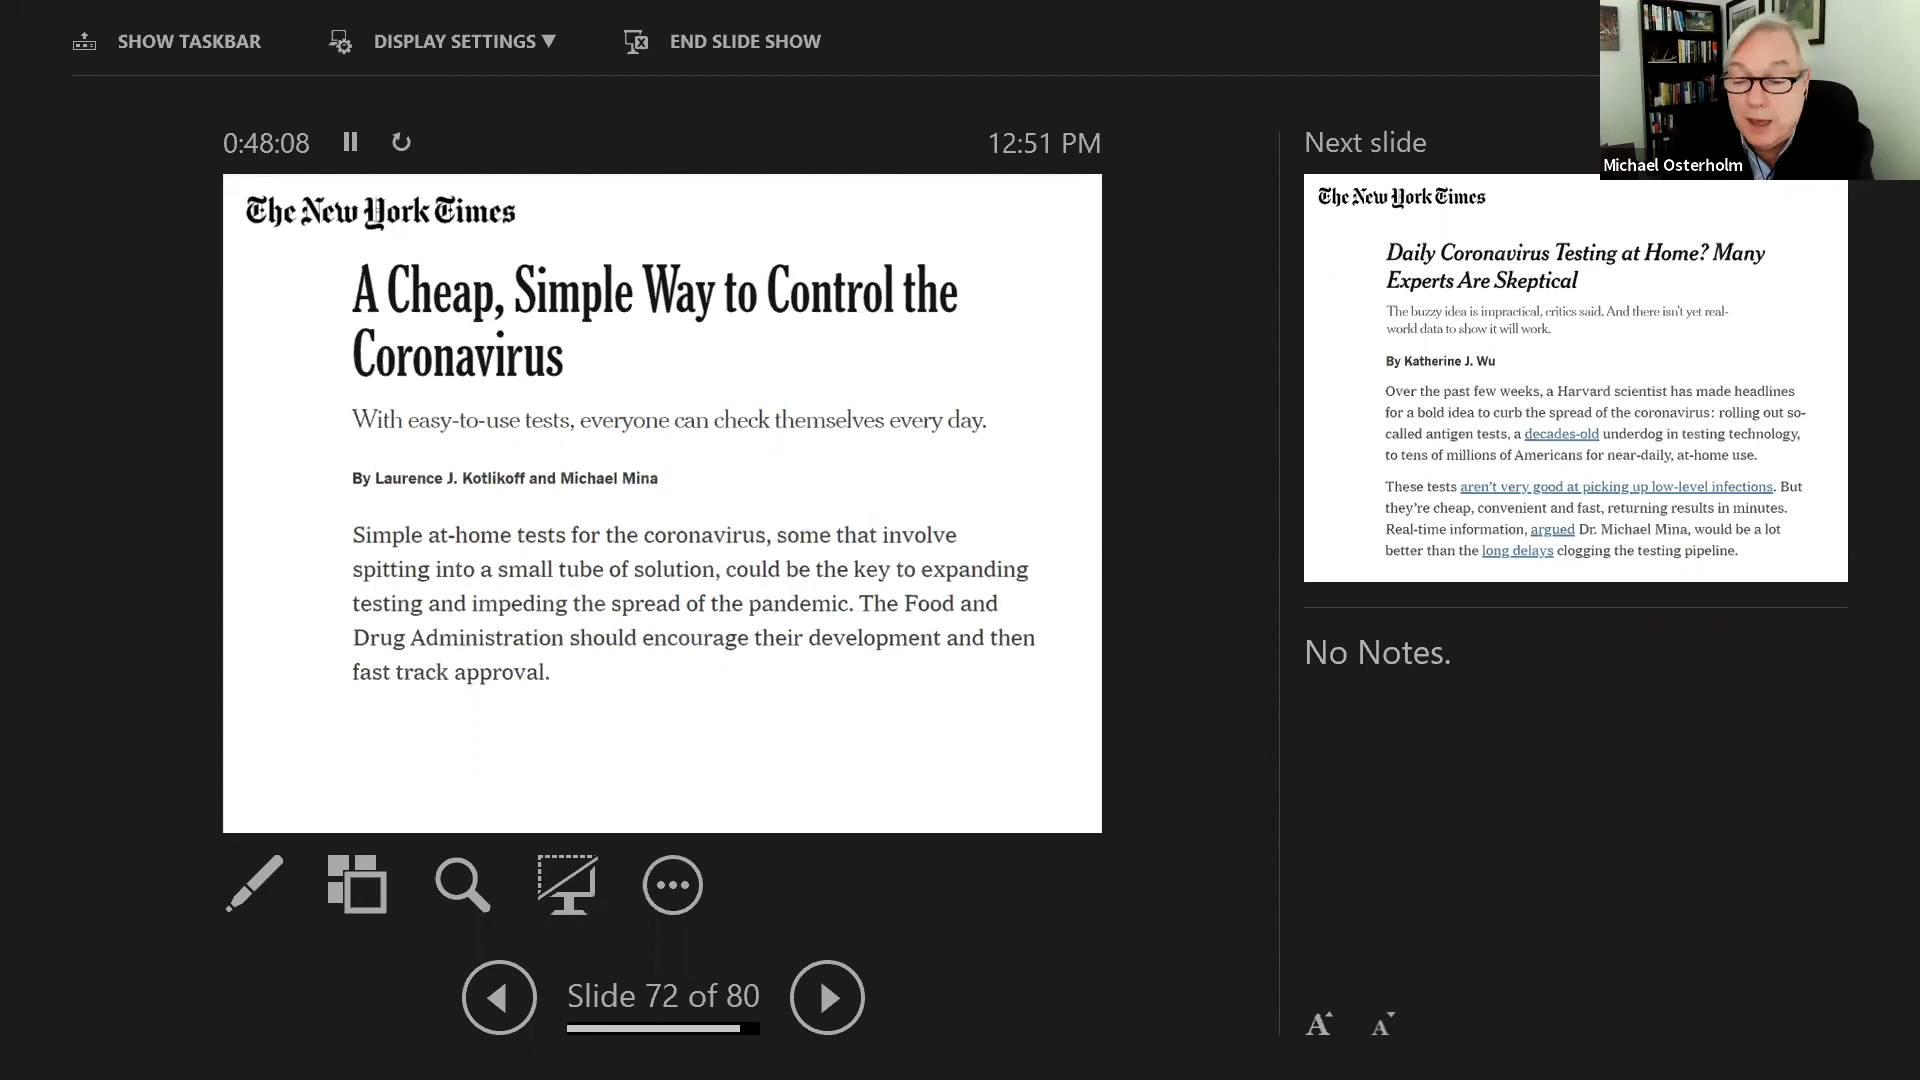 SHOW TASKBAR
DISPLAY SETTINGS ▼
END SLIDE SHOW
Michael Osterholm
0:48:08
12:51 PM
The New York Times
A Cheap, Simple Way to Control the
Coronavirus
With easy-to-use tests, everyone can check themselves every day.
By Laurence J. Kotlikoff and Michael Mina
Simple at-home tests for the coronavirus, some that involve
spitting into a small tube of solution, could be the key to expanding
testing and impeding the spread of the pandemic. The Food and
Drug Administration should encourage their development and then
fast track approval.
Slide 72 of 80
Next slide
The New York Times
Daily Coronavirus Testing at Home? Many
Experts Are Skeptical
The buzzy idea is impractical, critics said. And there isn't yet real-
world data to show it will work.
By Katherine J. Wu
Over the past few weeks, a Harvard scientist has made headlines
for a bold idea to curb the spread of the coronavirus: rolling out so-
called antigen tests, a decades-old underdog in testing technology,
to tens of millions of Americans for near-daily, at-home use.
These tests aren't very good at picking up low-level infections. But
they're cheap, convenient and fast, returning results in minutes.
Real-time information, argued Dr. Michael Mina, would be a lot
better than the long delays clogging the testing pipeline.
No Notes.
A A